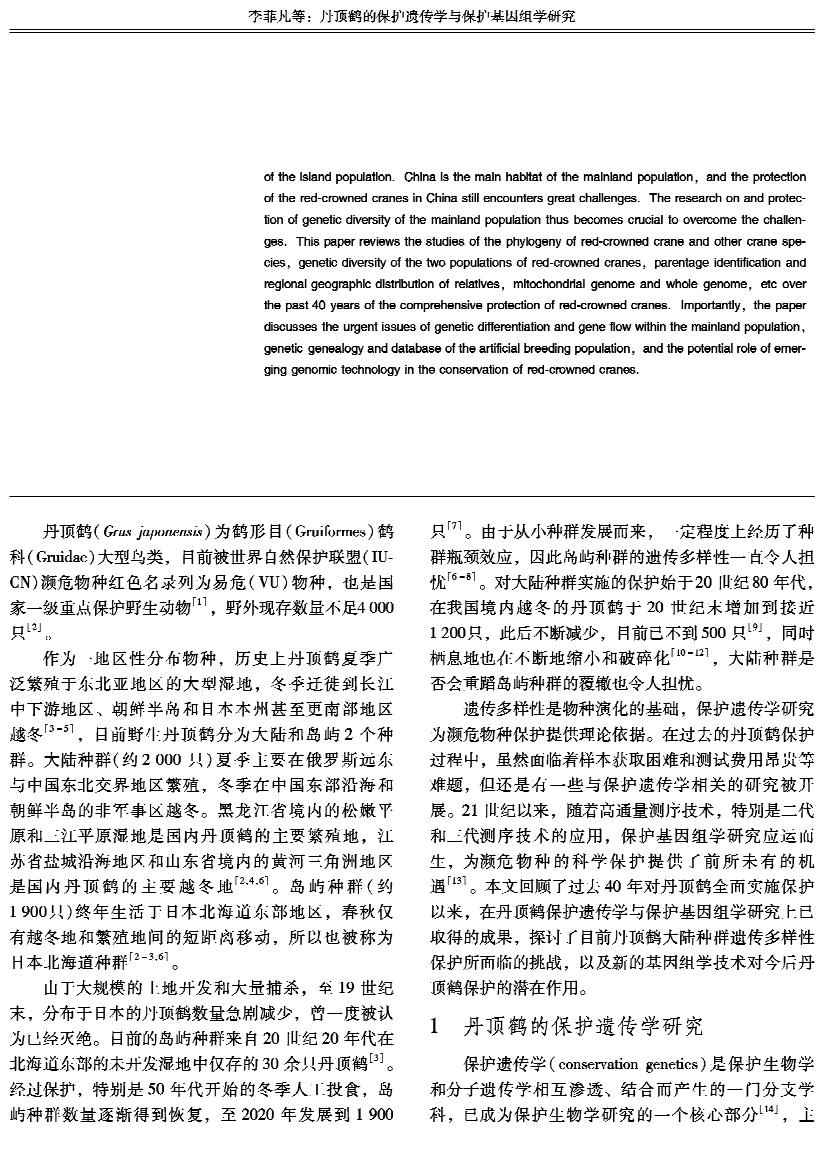 李菲凡等：丹顶鹤的保护遗传学与保护基因组学研究
of the island population. China is the main habitat of the mainland population, and the protection
of the red-crowned cranes in China still encounters great challenges. The research on and protec-
tion of genetic diversity of the mainland population thus becomes crucial to overcome the challen-
ges. This paper reviews the studies of the phylogeny of red-crowned crane and other crane spe-
cies, genetic diversity of the two populations of red-crowned cranes, parentage identification and
regional geographic distribution of relatives, mitochondrial genome and whole genome, etc over
the past 40 years of the comprehensive protection of red-crowned cranes. Importantly, the paper
discusses the urgent issues of genetic differentiation and gene flow within the mainland population,
genetic genealogy and database of the artificial breeding population, and the potential role of emer-
ging genomic technology in the conservation of red-crowned cranes.
丹顶鹤(Grus japonensis)为鹤形目(Gruiformes)鹤
科(Gruidae)大型鸟类，目前被世界自然保护联盟(IU-
CN)濒危物种红色名录列为易危(VU)物种，也是国
家一级重点保护野生动物[1]，野外现存数量不足4 000
只[2]。
作为一地区性分布物种，历史上丹顶鹤夏季广
泛繁殖于东北亚地区的大型湿地，冬季迁徙到长江
中下游地区、朝鲜半岛和日本本州甚至更南部地区
越冬[3-5]，目前野生丹顶鹤分为大陆和岛屿 2 个种
群。大陆种群(约 2 000 只)夏季主要在俄罗斯远东
与中国东北交界地区繁殖，冬季在中国东部沿海和
朝鲜半岛的非军事区越冬。黑龙江省境内的松嫩平
原和三江平原湿地是国内丹顶鹤的主要繁殖地，江
苏省盐城沿海地区和山东省境内的黄河三角洲地区
是国内丹顶鹤的主要越冬地[2,4,6]。岛屿种群(约
1 900只)终年生活于日本北海道东部地区，春秋仅
有越冬地和繁殖地间的短距离移动，所以也被称为
日本北海道种群[2-3,6]。
由于大规模的土地开发和大量捕杀，至 19 世纪
末，分布于日本的丹顶鹤数量急剧减少，曾一度被认
为已经灭绝。目前的岛屿种群来自 20 世纪 20 年代在
北海道东部的未开发湿地中仅存的 30 余只丹顶鹤[3]。
经过保护，特别是 50 年代开始的冬季人工投食，岛
屿种群数量逐渐得到恢复，至 2020 年发展到 1 900
只[7]。由于从小种群发展而来，一定程度上经历了种
群瓶颈效应，因此岛屿种群的遗传多样性一直令人担
忧[6-8]。对大陆种群实施的保护始于20 世纪80 年代，
在我国境内越冬的丹顶鹤于 20 世纪末增加到接近
1 200只，此后不断减少，目前已不到 500 只[9]，同时
栖息地也在不断地缩小和破碎化[10-12]，大陆种群是
否会重蹈岛屿种群的覆辙也令人担忧。
遗传多样性是物种演化的基础，保护遗传学研究
为濒危物种保护提供理论依据。在过去的丹顶鹤保护
过程中，虽然面临着样本获取困难和测试费用昂贵等
难题，但还是有一些与保护遗传学相关的研究被开
展。21 世纪以来，随着高通量测序技术，特别是二代
和三代测序技术的应用，保护基因组学研究应运而
生，为濒危物种的科学保护提供了前所未有的机
遇[13]。本文回顾了过去 40 年对丹顶鹤全面实施保护
以来，在丹顶鹤保护遗传学与保护基因组学研究上已
取得的成果，探讨了目前丹顶鹤大陆种群遗传多样性
保护所面临的挑战，以及新的基因组学技术对今后丹
顶鹤保护的潜在作用。
1 丹顶鹤的保护遗传学研究
保护遗传学(conservation genetics)是保护生物学
和分子遗传学相互渗透、结合而产生的一门分支学
科，已成为保护生物学研究的一个核心部分[14]，主